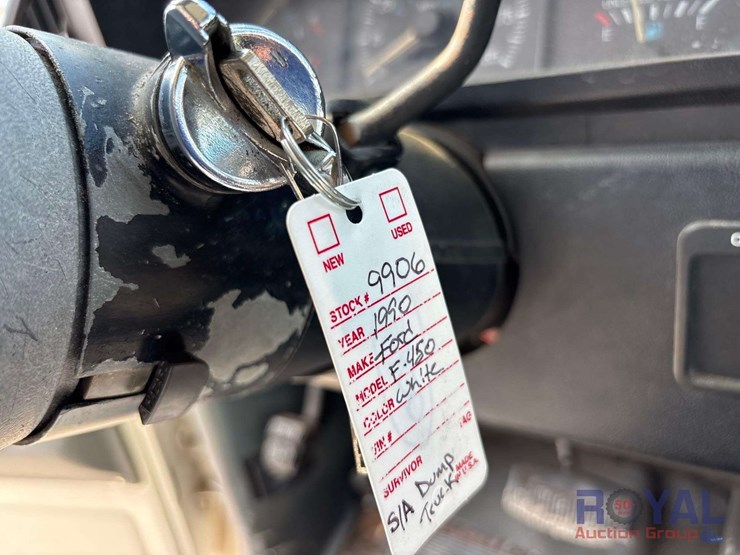 NEW
USED
STOCK # 9906
YEAR 1990
MAKE Ford
MODEL F-450
COLOR White
VIN #
SURVIVOR
MADE
IN U.S.A.
S/A Dump
Truck
F
E
F
ROYAL
50
Auction Group